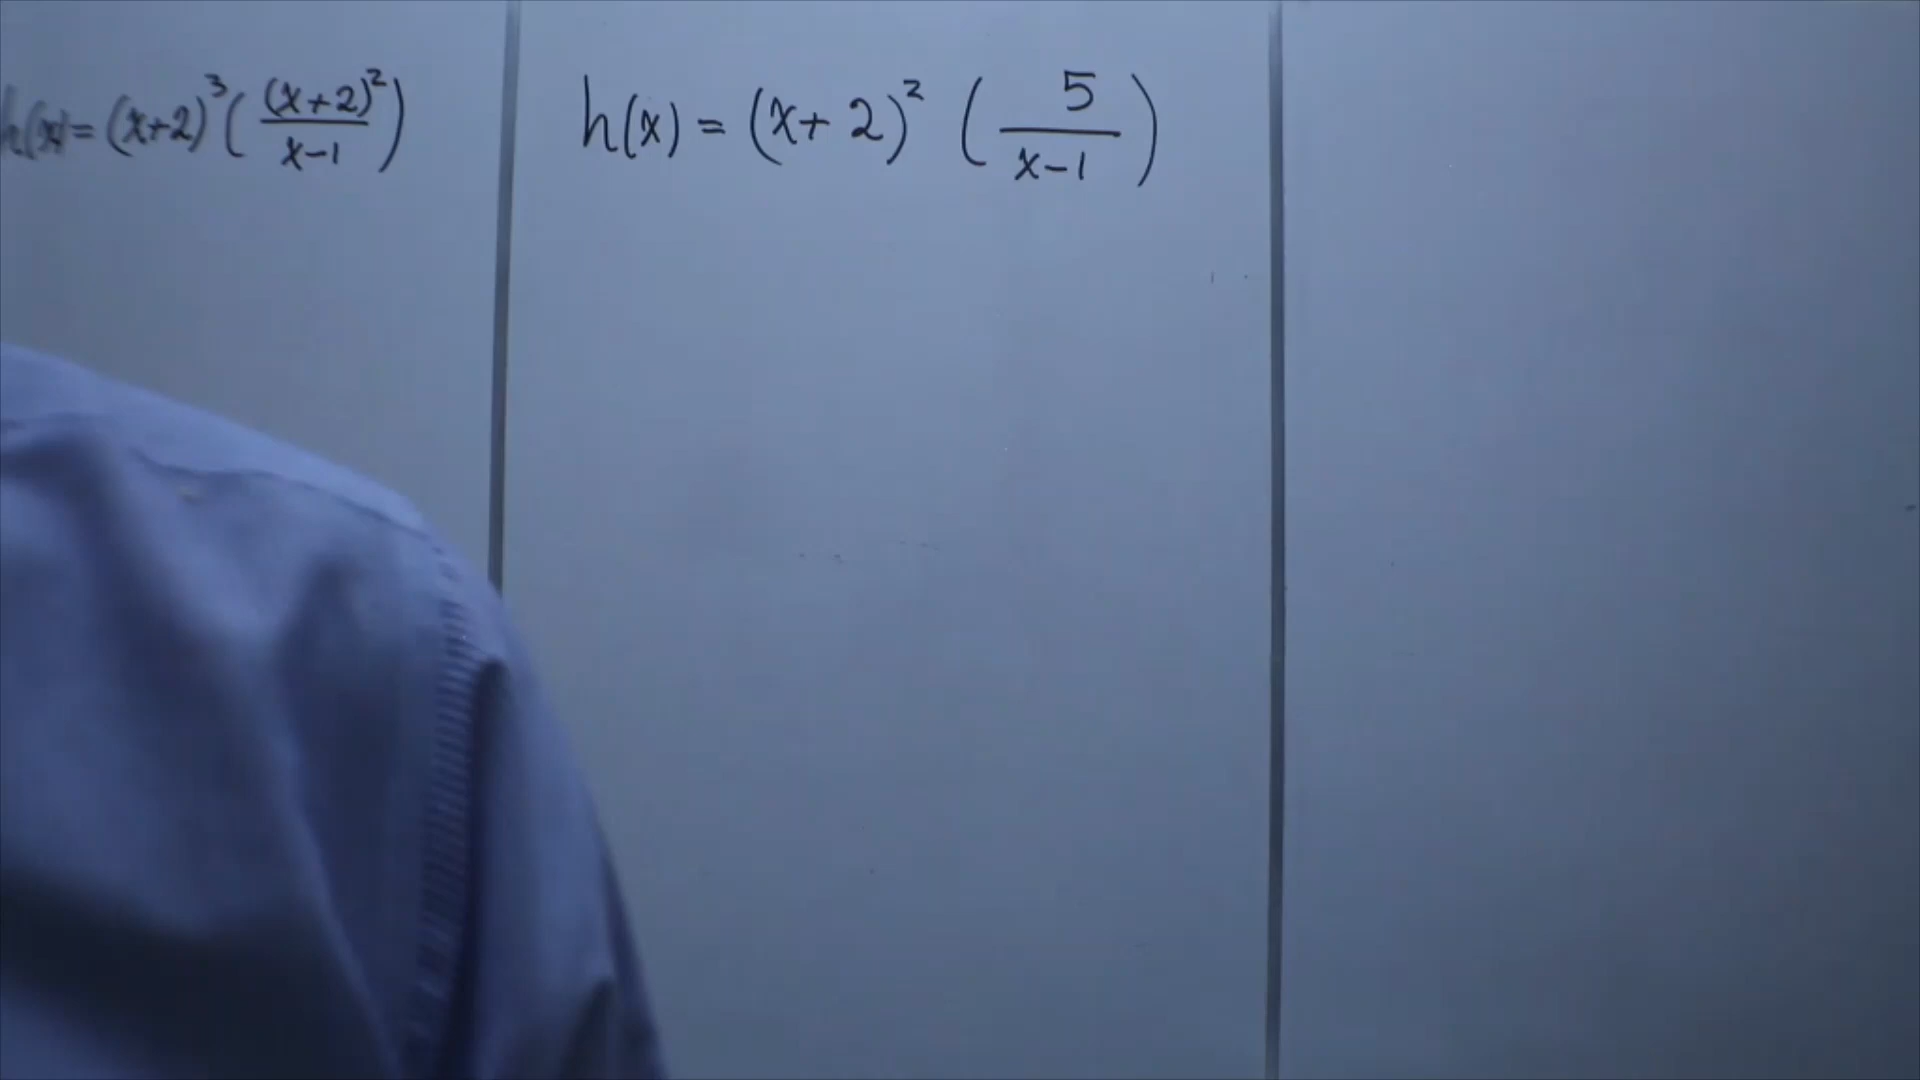 h(x) = (x+2)³ ( (x+2)² / x-1 )
h(x) = (x+2)² ( 5 / x-1 )